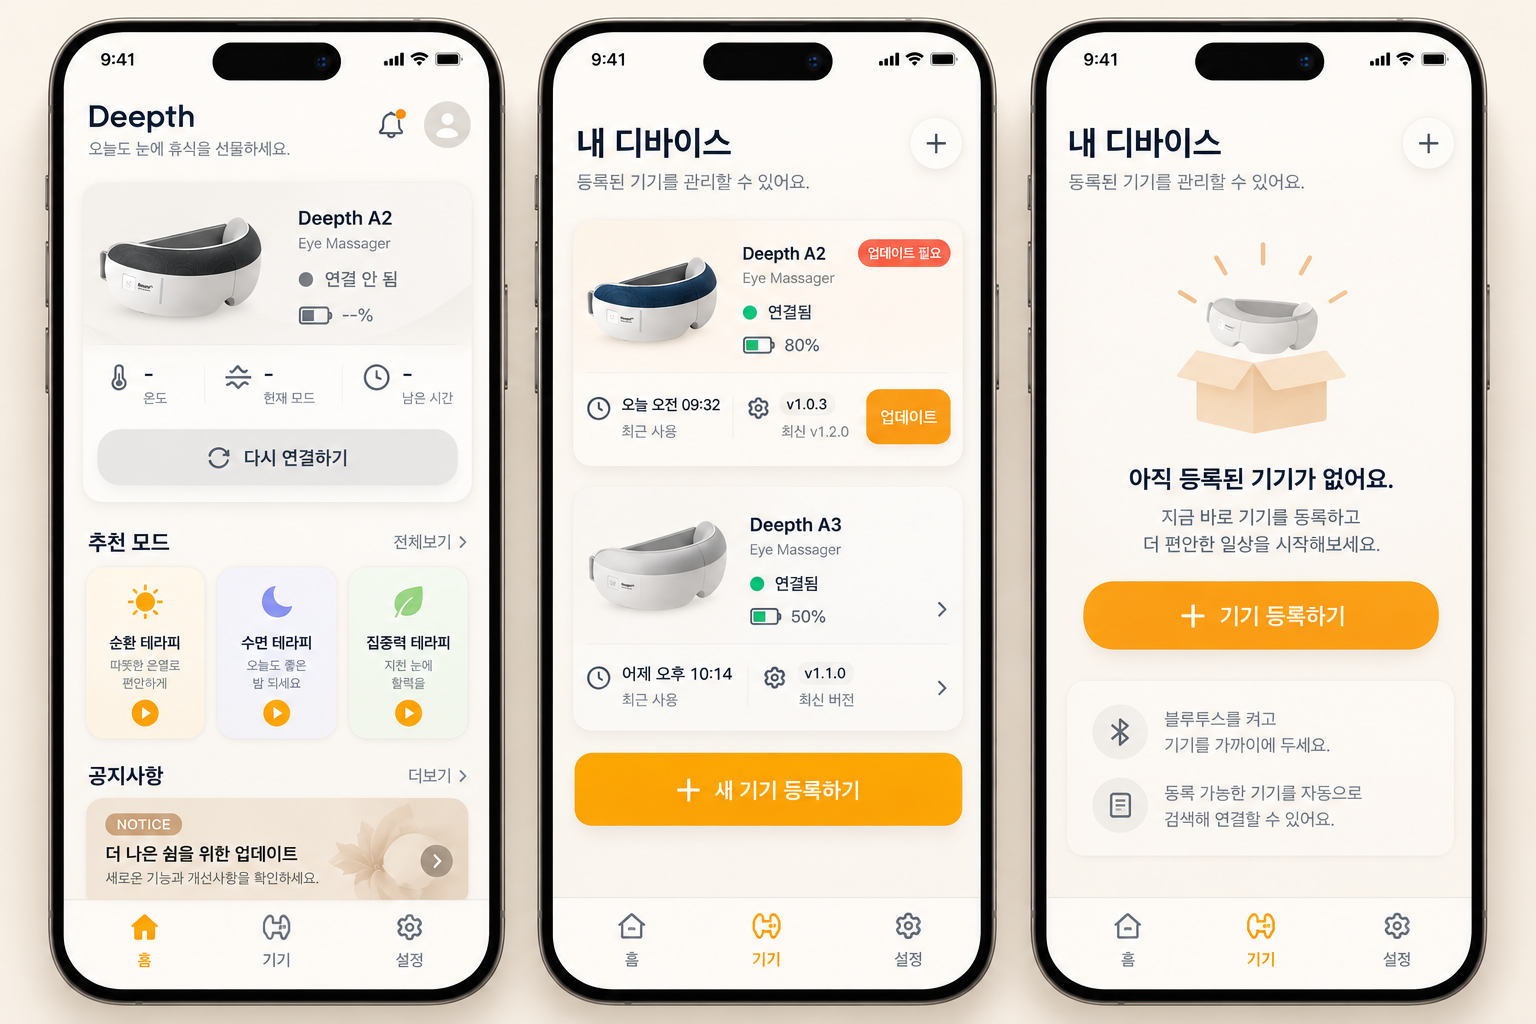 9:41
Deepth
오늘도 눈에 휴식을 선물하세요.
Deepth A2
Eye Massager
연결 안 됨
--%
-
온도
-
현재 모드
-
남은 시간
다시 연결하기
추천 모드
전체보기
순환 테라피
따뜻한 온열로
편안하게
수면 테라피
오늘도 좋은
밤 되세요
집중력 테라피
지친 눈에
활력을
공지사항
더보기
NOTICE
더 나은 쉼을 위한 업데이트
새로운 기능과 개선사항을 확인하세요.
홈
기기
설정
9:41
내 디바이스
등록된 기기를 관리할 수 있어요.
Deepth A2
업데이트 필요
Eye Massager
연결됨
80%
오늘 오전 09:32
최근 사용
v1.0.3
최신 v1.2.0
업데이트
Deepth A3
Eye Massager
연결됨
50%
어제 오후 10:14
최근 사용
v1.1.0
최신 버전
+ 새 기기 등록하기
홈
기기
설정
9:41
내 디바이스
등록된 기기를 관리할 수 있어요.
아직 등록된 기기가 없어요.
지금 바로 기기를 등록하고
더 편안한 일상을 시작해보세요.
+ 기기 등록하기
블루투스를 켜고
기기를 가까이에 두세요.
등록 가능한 기기를 자동으로
검색해 연결할 수 있어요.
홈
기기
설정